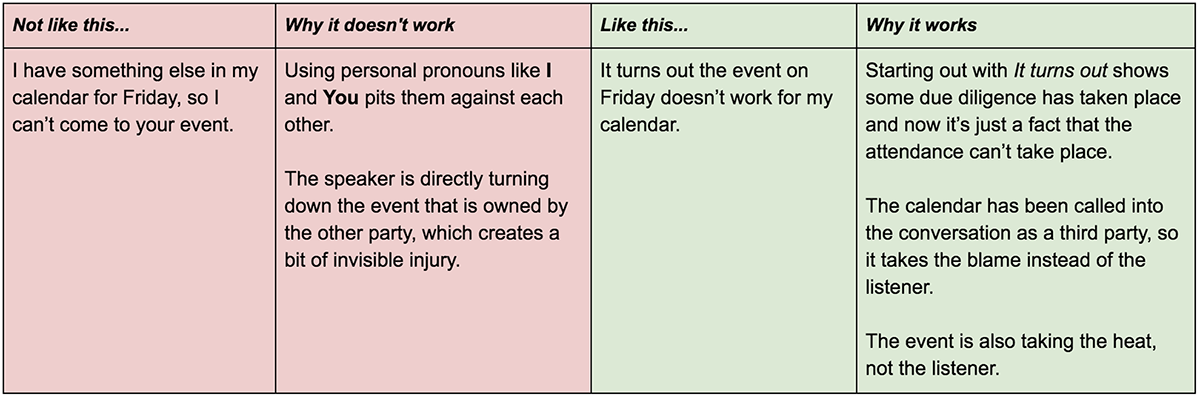 Not like this...
Why it doesn't work
Like this...
Why it works
I have something else in my
calendar for Friday, so I
can’t come to your event.
Using personal pronouns like I
and You pits them against each
other.
The speaker is directly turning
down the event that is owned by
the other party, which creates a
bit of invisible injury.
It turns out the event on
Friday doesn’t work for my
calendar.
Starting out with It turns out shows
some due diligence has taken place
and now it’s just a fact that the
attendance can’t take place.
The calendar has been called into
the conversation as a third party, so
it takes the blame instead of the
listener.
The event is also taking the heat,
not the listener.